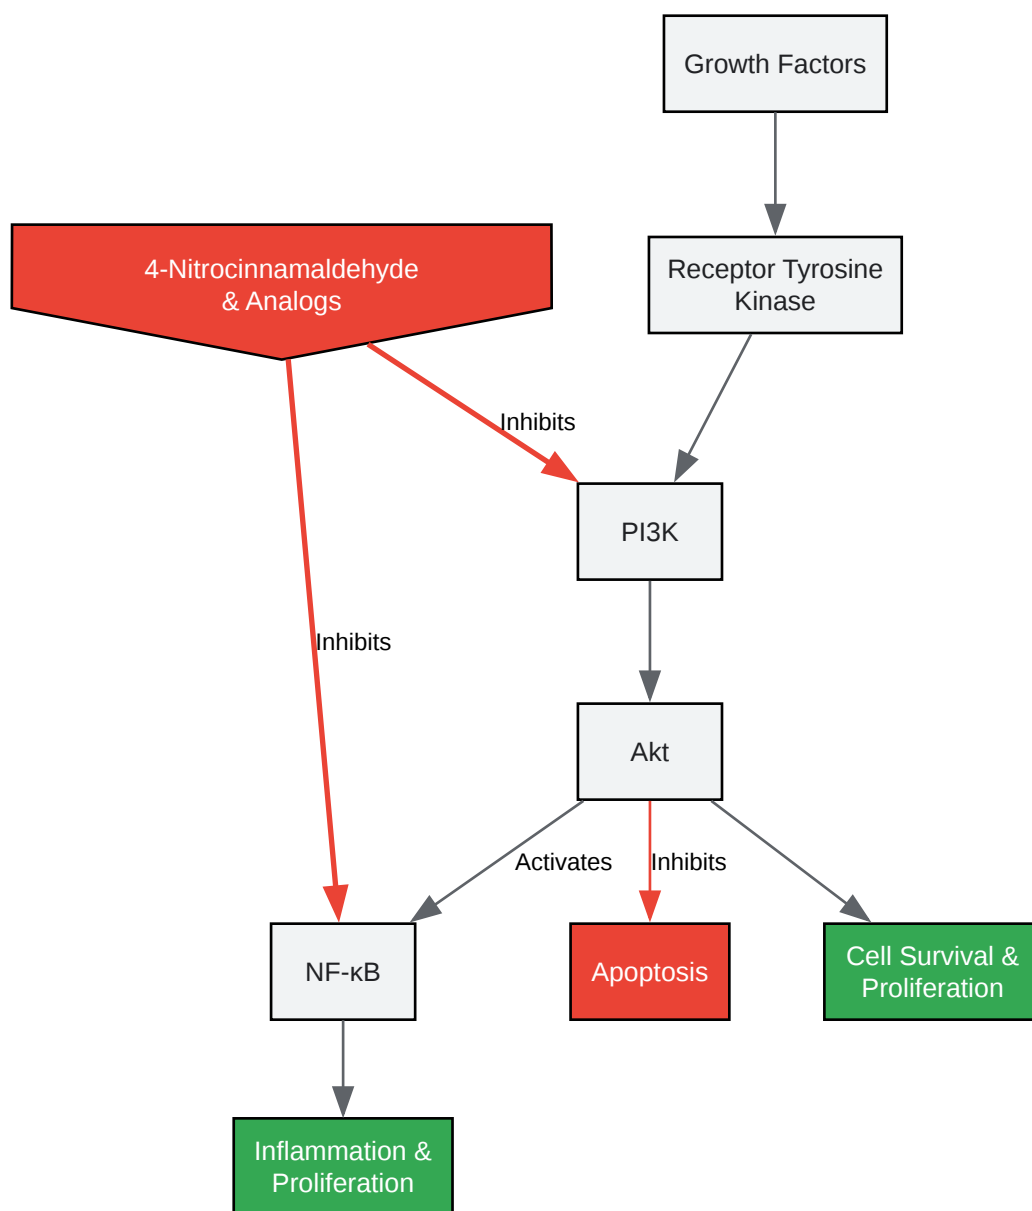 Growth Factors
4-Nitrocinnamaldehyde
& Analogs
Receptor Tyrosine
Kinase
Inhibits
PI3K
Inhibits
Akt
Activates
Inhibits
NF-κB
Apoptosis
Cell Survival &
Proliferation
Inflammation &
Proliferation